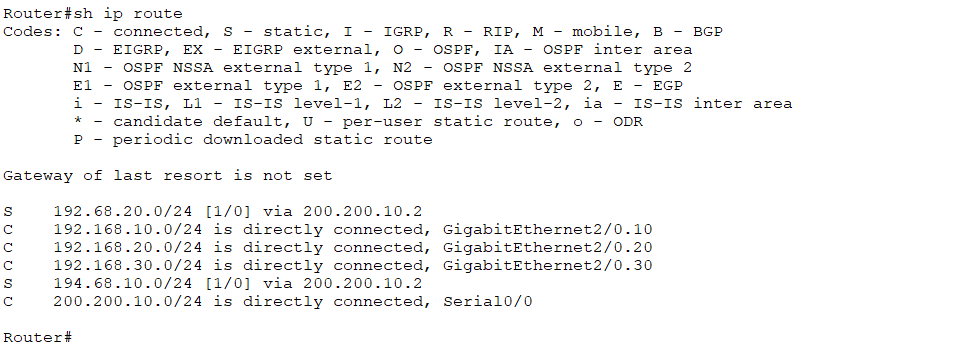 Router#sh ip route
Codes: C - connected, S - static, I - IGRP, R - RIP, M - mobile, B - BGP
D - EIGRP, EX - EIGRP external, O - OSPF, IA - OSPF inter area
N1 - OSPF NSSA external type 1, N2 - OSPF NSSA external type 2
E1 - OSPF external type 1, E2 - OSPF external type 2, E - EGP
i - IS-IS, L1 - IS-IS level-1, L2 - IS-IS level-2, ia - IS-IS inter area
* - candidate default, U - per-user static route, o - ODR
P - periodic downloaded static route
Gateway of last resort is not set
S 192.68.20.0/24 [1/0] via 200.200.10.2
C 192.168.10.0/24 is directly connected, GigabitEthernet2/0.10
C 192.168.20.0/24 is directly connected, GigabitEthernet2/0.20
C 192.168.30.0/24 is directly connected, GigabitEthernet2/0.30
S 194.68.10.0/24 [1/0] via 200.200.10.2
C 200.200.10.0/24 is directly connected, Serial0/0
Router#